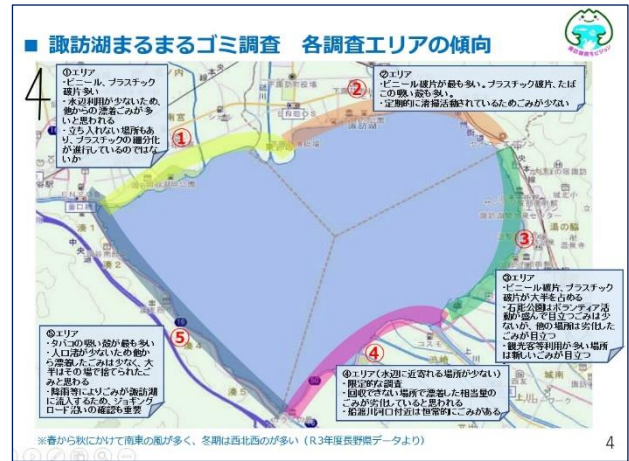 ■ 諏訪湖まるまるゴミ調査　各調査エリアの傾向
4
①エリア
・ビニール、プラスチック
破片多い
・水辺利用が少ないため、
他からの漂着ごみが多
いと思われる
・立ち入れない場所もあ
り、プラスチックの細分化
が進行しているのではな
いか
②エリア
・ビニール破片が最も多い。プラスチック破片、たば
この吸い殻も多い。
・定期的に清掃活動されているためごみが少ない
①
②
③
④
⑤
③エリア
・ビニール破片、プラスチック
破片が大半を占める
・石彫公園はボランティア活
動が盛んで目立つごみは少
ないが、他の場所は劣化した
ごみが目立つ
・観光客等利用が多い場所
は新しいごみが目立つ
⑤エリア
・タバコの吸い殻が最も多い
・人口流が少ないため他か
ら漂着したごみは少なく、大
半はその場で捨てられたご
みと思わる
・降雨等によりごみが諏訪湖
に流入するため、ジョギング
ロード沿いの確認も重要
④エリア（水辺に近寄れる場所が少ない）
・限定的な調査
・回収できない場所で漂着した相当量の
ごみが劣化していると思われる
・船渡川河口付近は恒常的にごみがある
諏訪湖
釜口橋
湊1
湊2
湊4
湊5
中央道
※春から秋にかけて南東の風が多く、冬期は西北西のが多い（R3年度長野県データより）
4